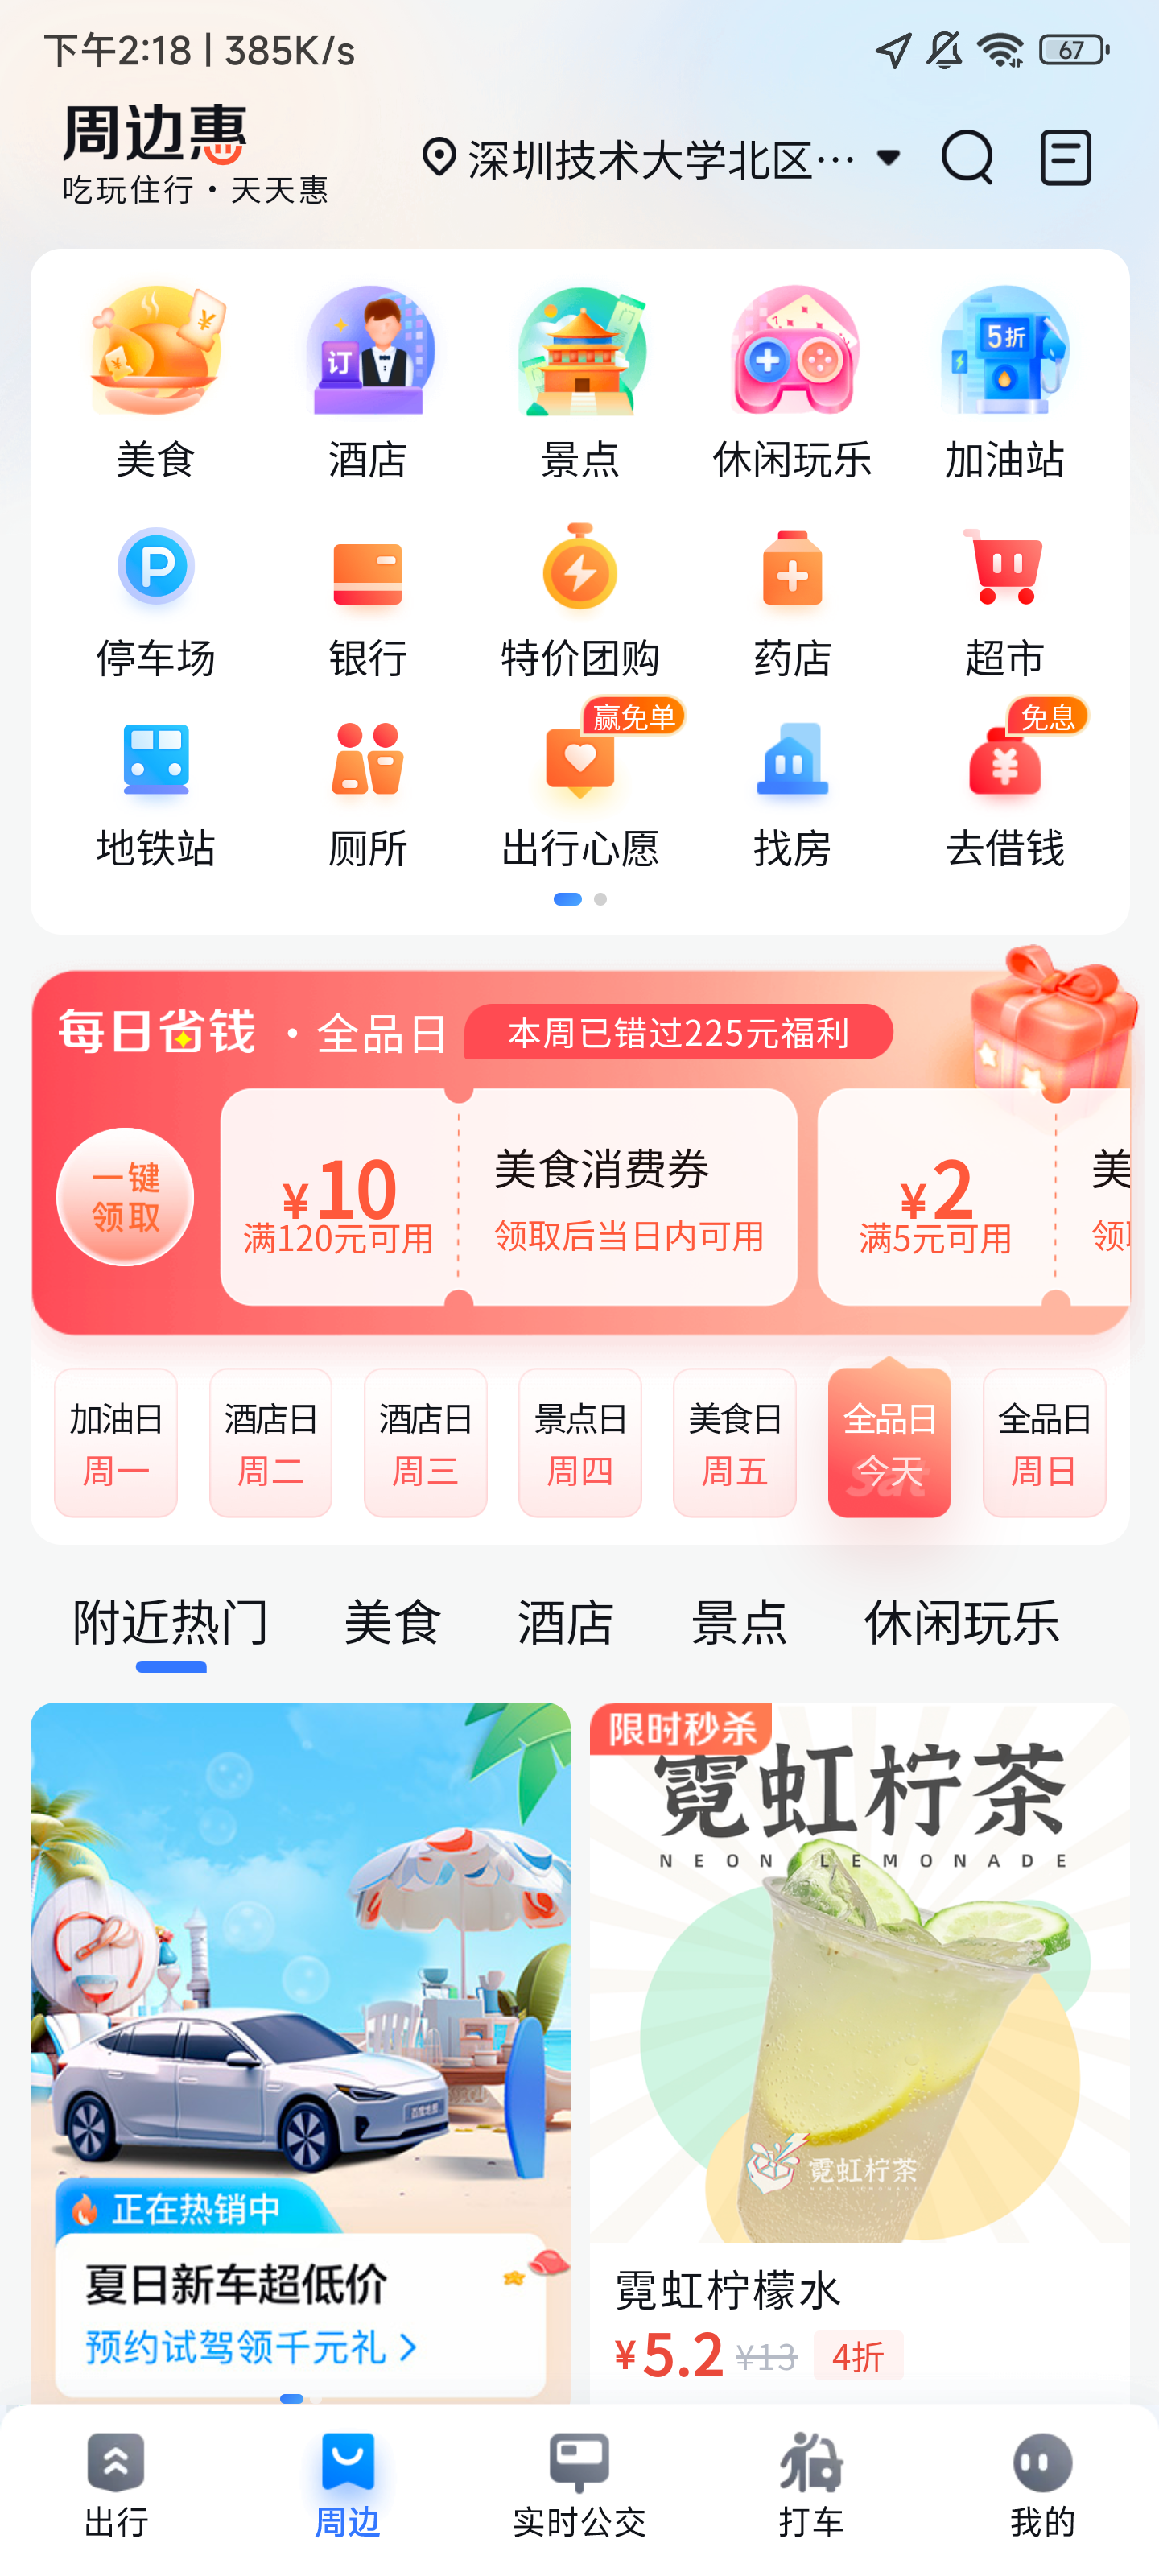 下午2:18 | 385K/s
67
周边惠
吃玩住行·天天惠
深圳技术大学北区…
订
5折
美食
酒店
景点
休闲玩乐
加油站
P
停车场
银行
特价团购
药店
超市
赢免单
免息
地铁站
厕所
出行心愿
找房
去借钱
每日省钱·全品日
本周已错过225元福利
一键
领取
¥10
满120元可用
美食消费券
领取后当日内可用
¥2
满5元可用
美
领
加油日
周一
酒店日
周二
酒店日
周三
景点日
周四
美食日
周五
全品日
今天
Sat
全品日
周日
附近热门
美食
酒店
景点
休闲玩乐
百度地图
正在热销中
夏日新车超低价
预约试驾领千元礼 >
限时秒杀
霓虹柠茶
NEON LEMONADE
霓虹柠茶
霓虹柠檬水
¥5.2 ¥13 4折
出行
周边
实时公交
打车
我的